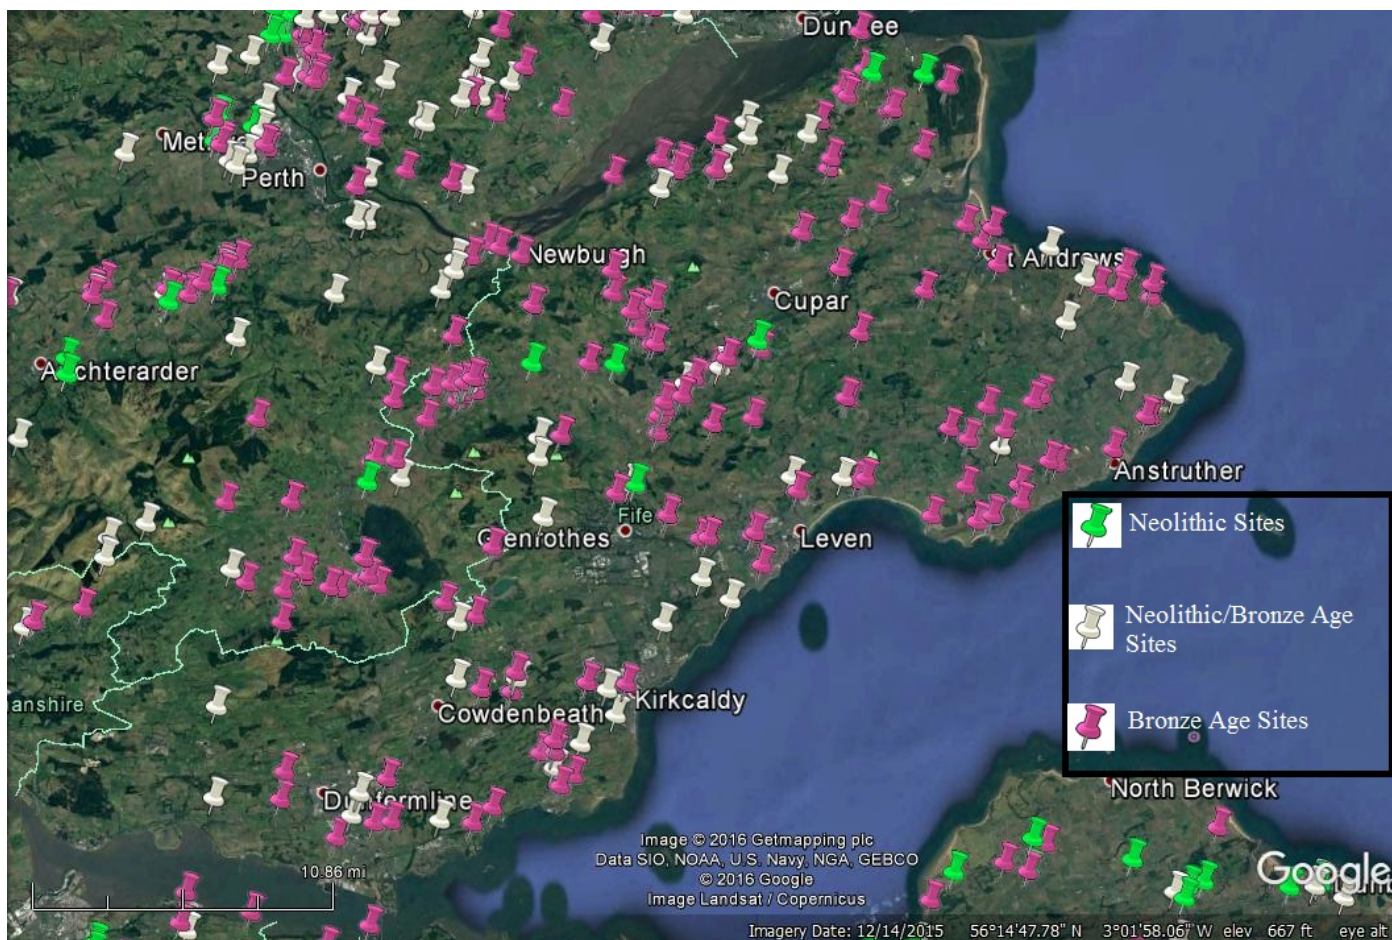 Dundee
Perth
Newburgh
St Andrews
Cupar
Auchterarder
Anstruther
Fife
Glenrothes
Leven
Neolithic Sites
Neolithic/Bronze Age
Sites
Bronze Age Sites
anshire
Cowdenbeath
Kirkcaldy
Dunfermline
North Berwick
10.86 mi
Image © 2016 Getmapping plc
Data SIO, NOAA, U.S. Navy, NGA, GEBCO
© 2016 Google
Image Landsat / Copernicus
Google
Imagery Date: 12/14/2015 56°14'47.78" N 3°01'58.06" W elev 667 ft eye alt